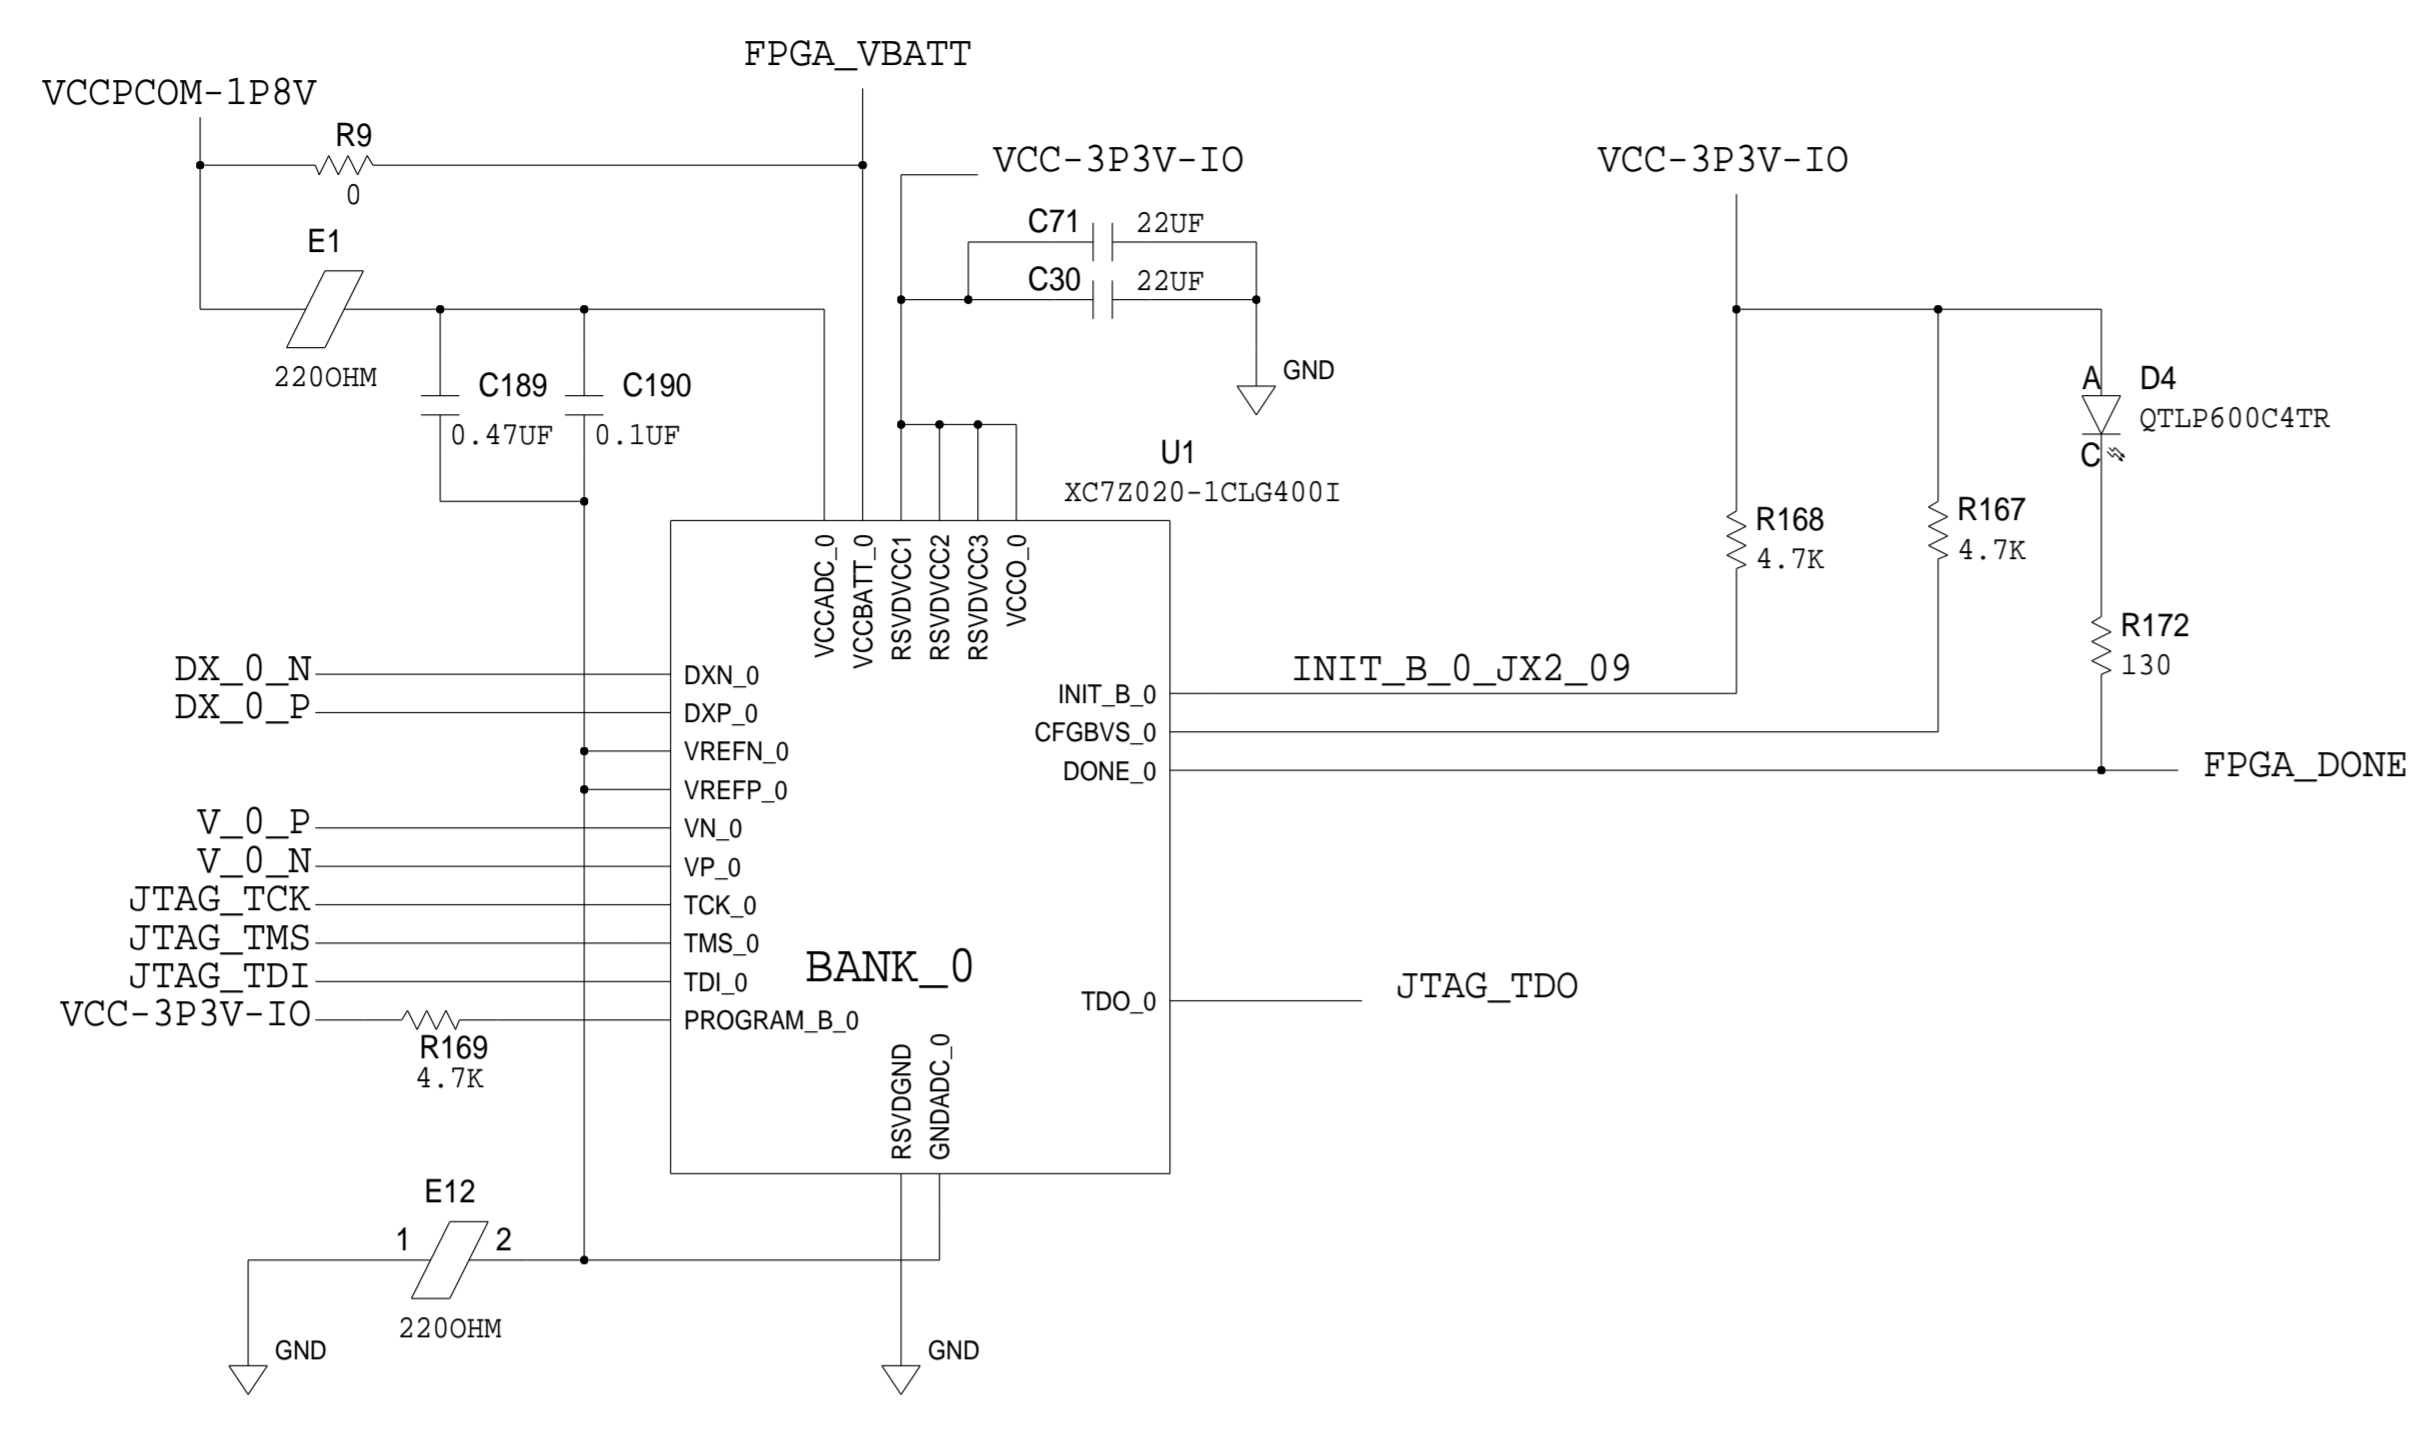 FPGA_VBATT
VCCPCOM-1P8V
R9
0
VCC-3P3V-IO
VCC-3P3V-IO
C71 22UF
C30 22UF
GND
E1
220OHM
C189
0.47UF
C190
0.1UF
A D4
QTLP600C4TR
C
U1
XC7Z020-1CLG400I
R168
4.7K
R167
4.7K
R172
130
VCCADC_0
VCCBATT_0
RSVDVCC1
RSVDVCC2
RSVDVCC3
VCCO_0
DX_0_N DXN_0
DX_0_P DXP_0
VREFN_0
VREFP_0
V_0_P VN_0
V_0_N VP_0
JTAG_TCK TCK_0
JTAG_TMS TMS_0
JTAG_TDI TDI_0
VCC-3P3V-IO PROGRAM_B_0
R169
4.7K
INIT_B_0 INIT_B_0_JX2_09
CFGBVS_0
DONE_0 FPGA_DONE
BANK_0
TDO_0 JTAG_TDO
RSVDGND
GNDADC_0
E12
1 2
220OHM
GND
GND